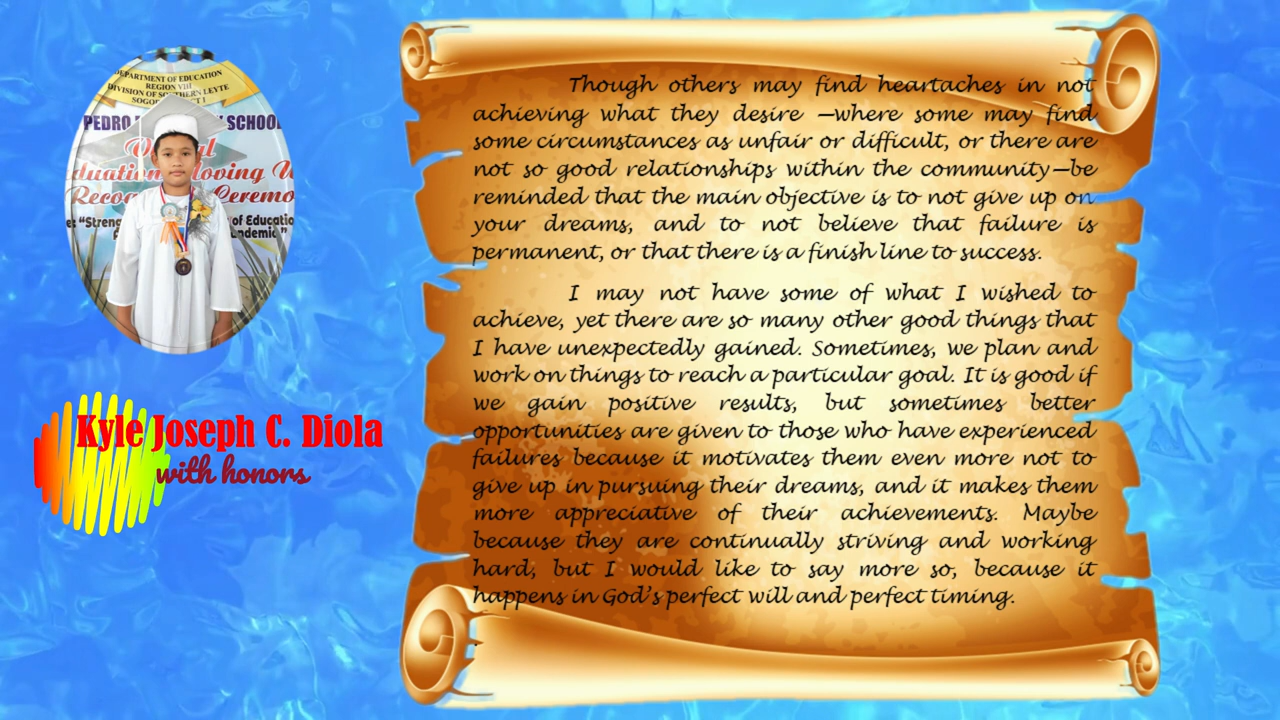 DEPARTMENT OF EDUCATION
REGION VIII
DIVISION OF SOUTHERN LEYTE
PEDRO
SCHOOL
Kyle Joseph C. Diola
with honors
Though others may find heartaches in not
achieving what they desire —where some may find
some circumstances as unfair or difficult, or there are
not so good relationships within the community—be
reminded that the main objective is to not give up on
your dreams, and to not believe that failure is
permanent, or that there is a finish line to success.
I may not have some of what I wished to
achieve, yet there are so many other good things that
I have unexpectedly gained. Sometimes, we plan and
work on things to reach a particular goal. It is good if
we gain positive results, but sometimes better
opportunities are given to those who have experienced
failures because it motivates them even more not to
give up in pursuing their dreams, and it makes them
more appreciative of their achievements. Maybe
because they are continually striving and working
hard, but I would like to say more so, because it
happens in God's perfect will and perfect timing.